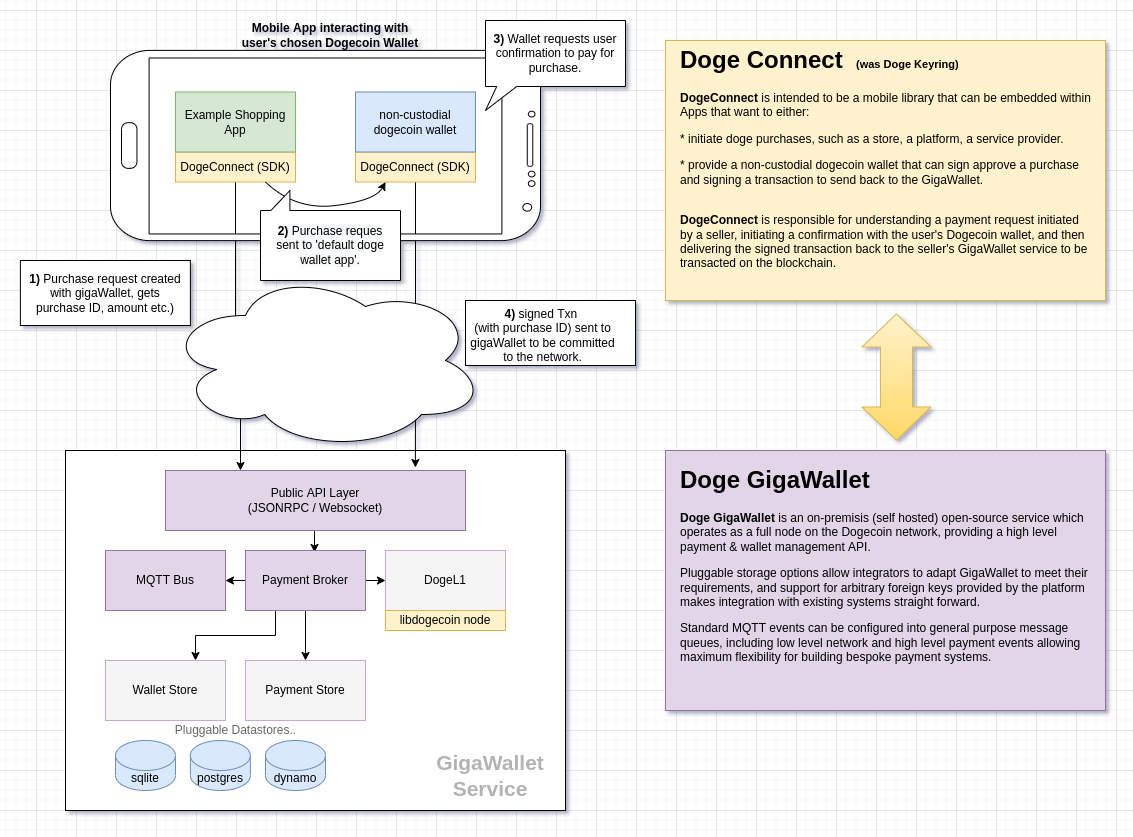 Mobile App interacting with
user's chosen Dogecoin Wallet
3) Wallet requests user
confirmation to pay for
purchase.
Example Shopping
App
DogeConnect (SDK)
non-custodial
dogecoin wallet
DogeConnect (SDK)
2) Purchase reques
sent to 'default doge
wallet app'.
1) Purchase request created
with gigaWallet, gets
purchase ID, amount etc.)
4) signed Txn
(with purchase ID) sent to
gigaWallet to be committed
to the network.
Public API Layer
(JSONRPC / Websocket)
MQTT Bus
Payment Broker
DogeL1
libdogecoin node
Wallet Store
Payment Store
Pluggable Datastores..
sqlite
postgres
dynamo
GigaWallet
Service
Doge Connect (was Doge Keyring)
DogeConnect is intended to be a mobile library that can be embedded within
Apps that want to either:
* initiate doge purchases, such as a store, a platform, a service provider.
* provide a non-custodial dogecoin wallet that can sign approve a purchase
and signing a transaction to send back to the GigaWallet.
DogeConnect is responsible for understanding a payment request initiated
by a seller, initiating a confirmation with the user's Dogecoin wallet, and then
delivering the signed transaction back to the seller's GigaWallet service to be
transacted on the blockchain.
Doge GigaWallet
Doge GigaWallet is an on-premisis (self hosted) open-source service which
operates as a full node on the Dogecoin network, providing a high level
payment & wallet management API.
Pluggable storage options allow integrators to adapt GigaWallet to meet their
requirements, and support for arbitrary foreign keys provided by the platform
makes integration with existing systems straight forward.
Standard MQTT events can be configured into general purpose message
queues, including low level network and high level payment events allowing
maximum flexibility for building bespoke payment systems.